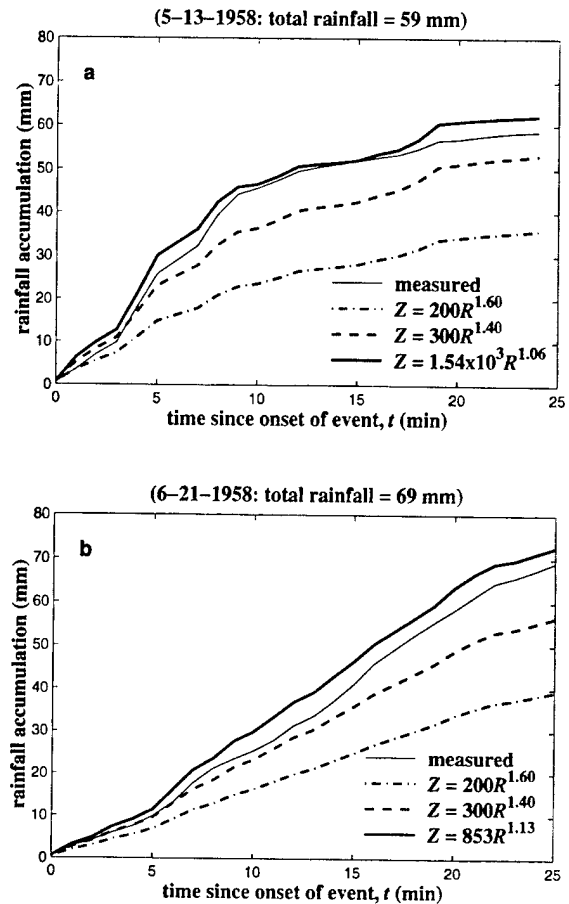 (5–13–1958: total rainfall = 59 mm)
80
70
60
50
40
30
20
10
0
rainfall accumulation (mm)
a
measured
Z = 200R^1.60
Z = 300R^1.40
Z = 1.54x10^3R^1.06
0 5 10 15 20 25
time since onset of event, t (min)
(6–21–1958: total rainfall = 69 mm)
80
70
60
50
40
30
20
10
0
rainfall accumulation (mm)
b
measured
Z = 200R^1.60
Z = 300R^1.40
Z = 853R^1.13
0 5 10 15 20 25
time since onset of event, t (min)